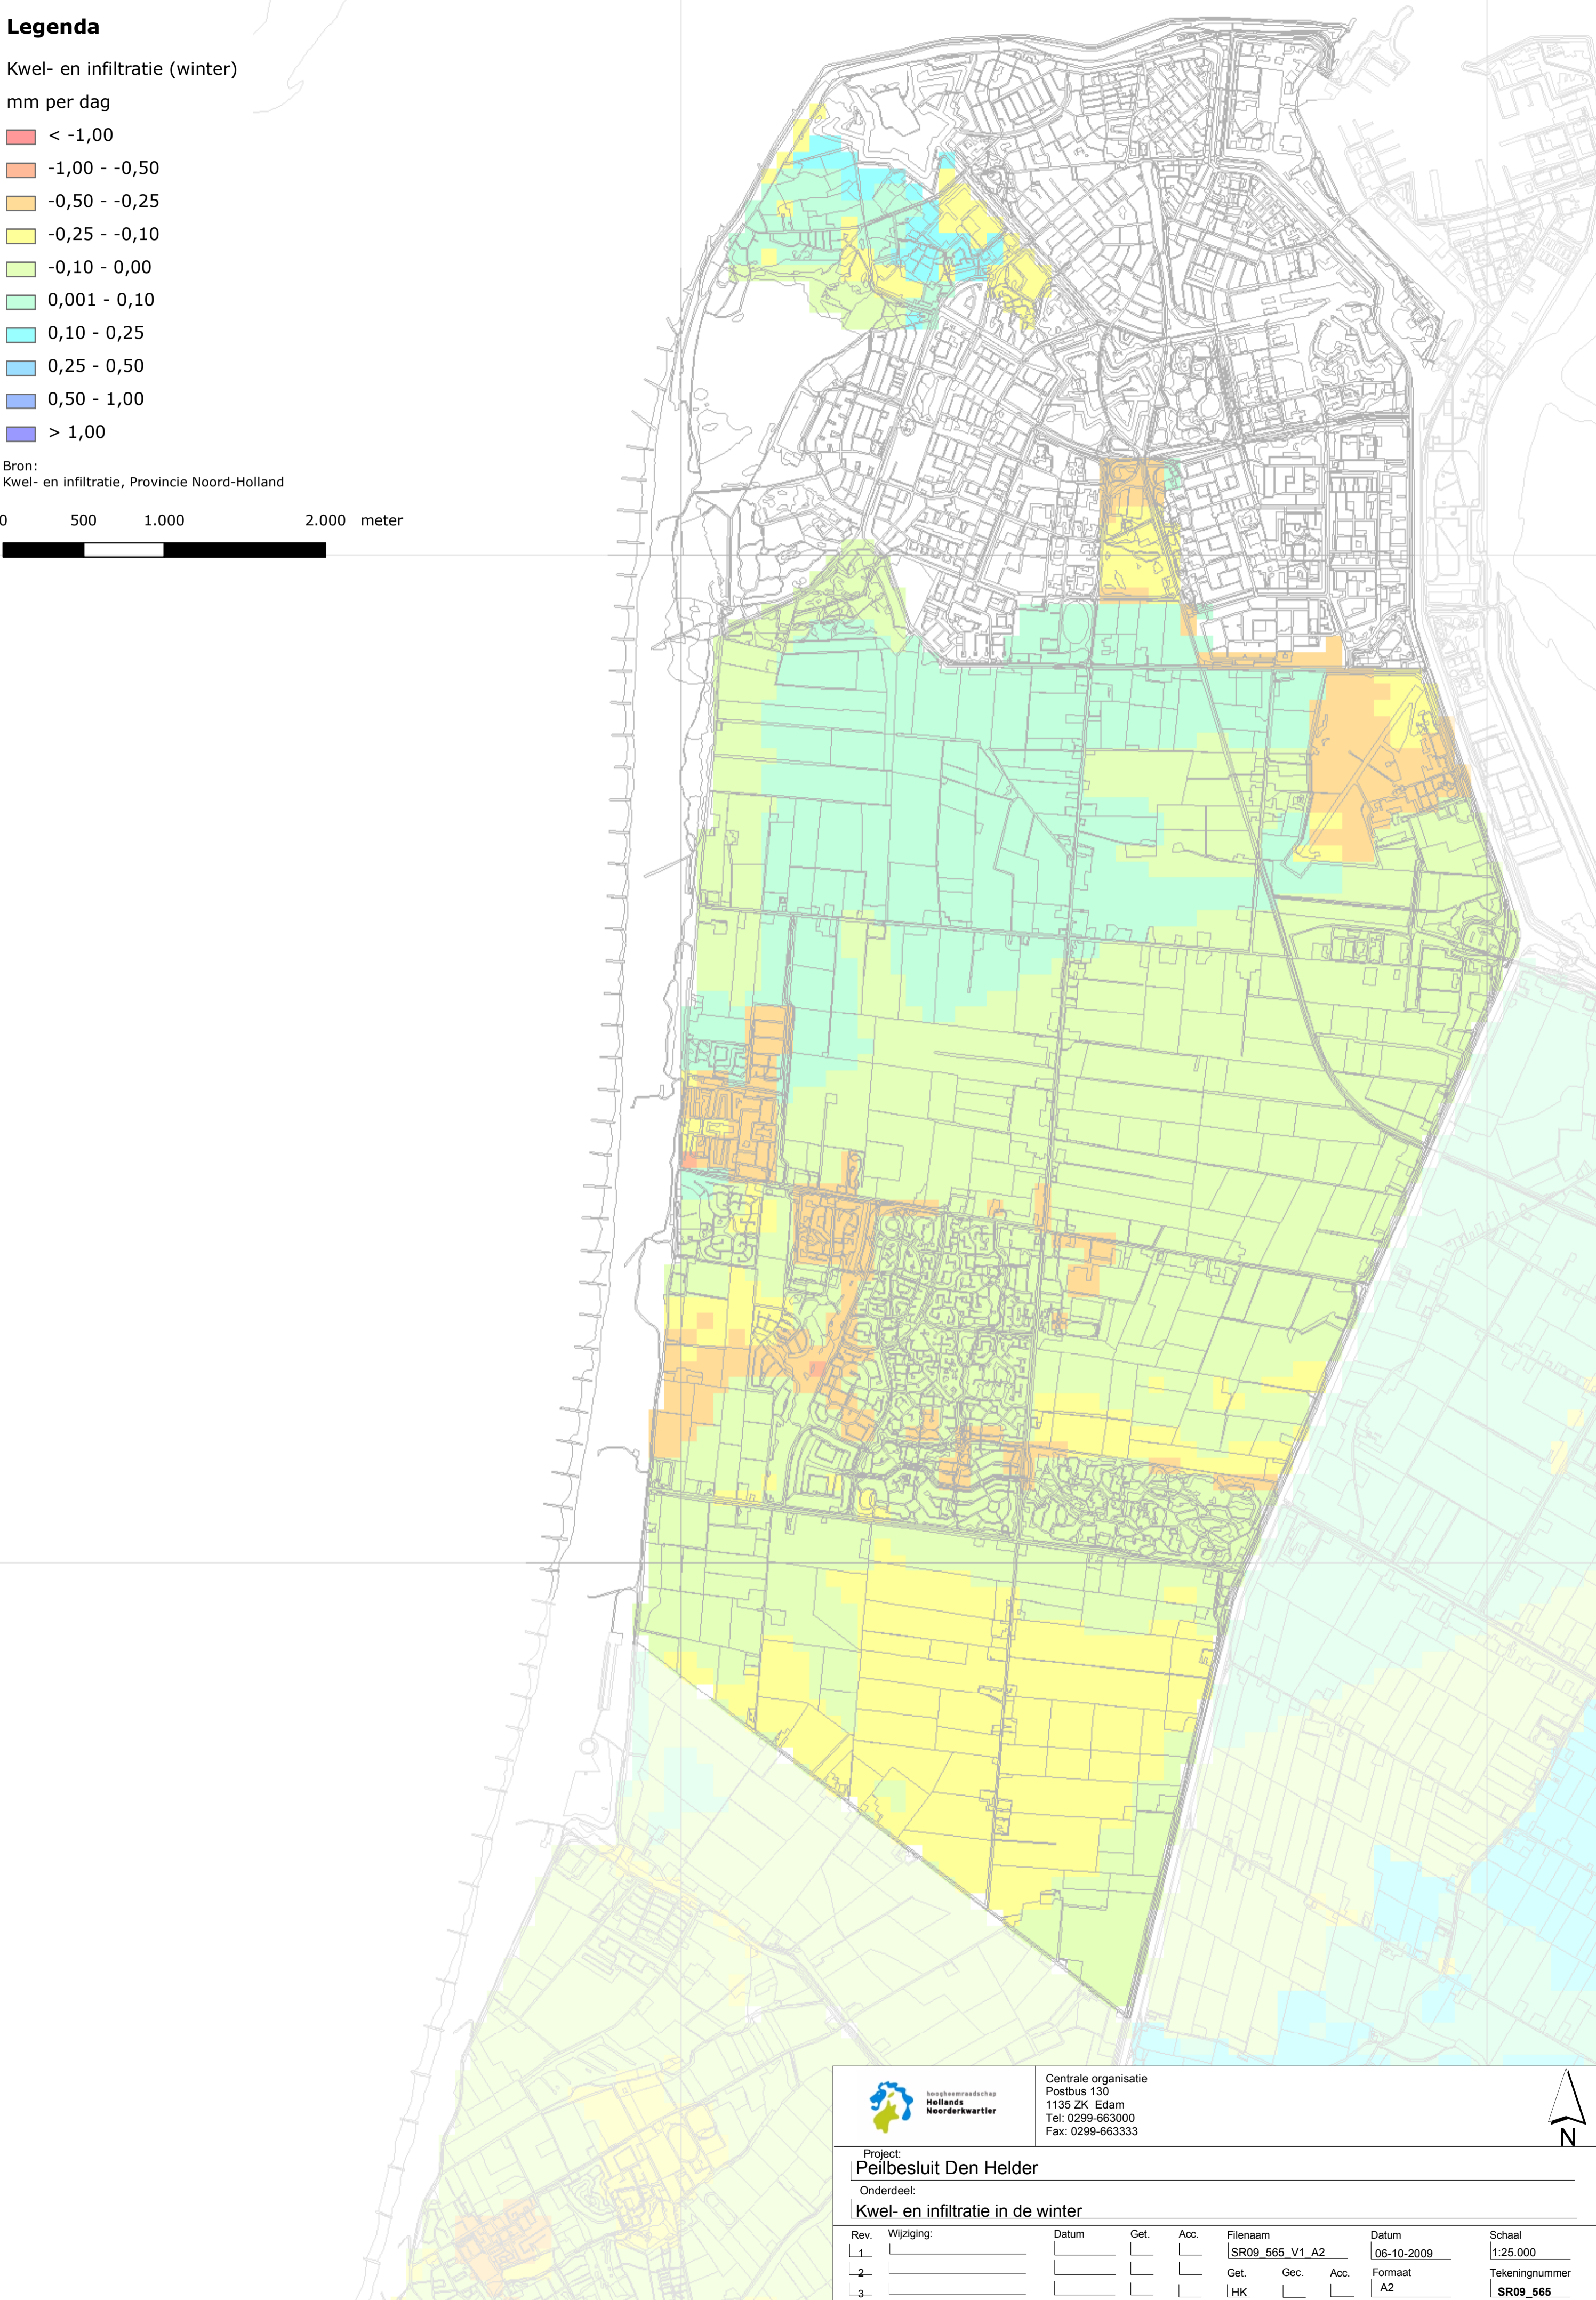 Legenda
Kwel- en infiltratie (winter)
mm per dag
< -1,00
-1,00 - -0,50
-0,50 - -0,25
-0,25 - -0,10
-0,10 - 0,00
0,001 - 0,10
0,10 - 0,25
0,25 - 0,50
0,50 - 1,00
> 1,00
Bron:
Kwel- en infiltratie, Provincie Noord-Holland
0 500 1.000 2.000 meter
hoogheemraadschap
Hollands
Noorderkwartier
Centrale organisatie
Postbus 130
1135 ZK Edam
Tel: 0299-663000
Fax: 0299-663333
N
Project:
Peilbesluit Den Helder
Onderdeel:
Kwel- en infiltratie in de winter
Rev. Wijziging: Datum Get. Acc. Filenaam Datum Schaal
1 SR09_565_V1_A2 06-10-2009 1:25.000
2 Get. Gec. Acc. Formaat Tekeningnummer
3 HK A2 SR09_565